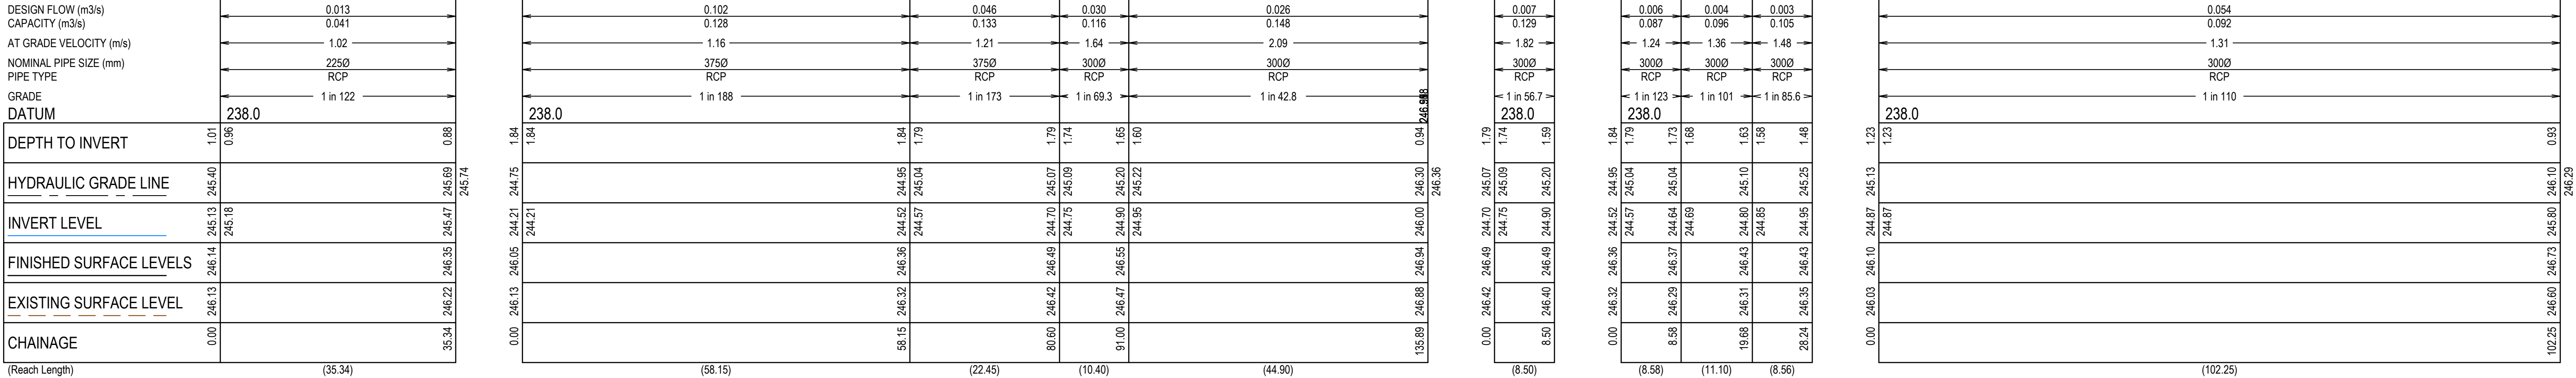 DESIGN FLOW (m3/s) 0.013 0.102 0.046 0.030 0.026 0.007 0.006 0.004 0.003 0.054
CAPACITY (m3/s) 0.041 0.128 0.133 0.116 0.148 0.129 0.087 0.096 0.105 0.092
AT GRADE VELOCITY (m/s) 1.02 1.16 1.21 1.64 2.09 1.82 1.24 1.36 1.48 1.31
NOMINAL PIPE SIZE (mm) 225Ø 375Ø 375Ø 300Ø 300Ø 300Ø 300Ø 300Ø 300Ø 300Ø
PIPE TYPE RCP RCP RCP RCP RCP RCP RCP RCP RCP RCP
GRADE 1 in 122 1 in 188 1 in 173 1 in 69.3 1 in 42.8 1 in 56.7 1 in 123 1 in 101 1 in 85.6 1 in 110
DATUM 238.0 238.0 238.0 238.0 238.0
DEPTH TO INVERT 1.01 0.96 0.88 1.84 1.84 1.84 1.79 1.79 1.74 1.65 1.60 0.94 1.79 1.74 1.59 1.84 1.79 1.73 1.68 1.63 1.58 1.48 1.23 1.23 0.93
HYDRAULIC GRADE LINE 245.40 245.69 245.74 244.75 244.95 245.04 245.07 245.09 245.20 245.22 246.30 246.36 245.07 245.09 245.20 244.95 245.04 245.04 245.10 245.25 245.13 246.10 246.29
INVERT LEVEL 245.13 245.18 245.47 244.21 244.21 244.52 244.57 244.70 244.75 244.90 244.95 246.00 244.70 244.75 244.90 244.52 244.57 244.64 244.69 244.80 244.85 244.95 244.87 244.87 245.80
FINISHED SURFACE LEVELS 246.14 246.35 246.05 246.36 246.49 246.55 246.94 246.49 246.49 246.36 246.37 246.43 246.43 246.10 246.73
EXISTING SURFACE LEVEL 246.13 246.22 246.13 246.32 246.42 246.47 246.88 246.42 246.40 246.32 246.29 246.31 246.35 246.03 246.60
CHAINAGE 0.00 35.34 0.00 58.15 80.60 91.00 135.89 0.00 8.50 0.00 8.58 19.68 28.24 0.00 102.25
(Reach Length) (35.34) (58.15) (22.45) (10.40) (44.90) (8.50) (8.58) (11.10) (8.56) (102.25)